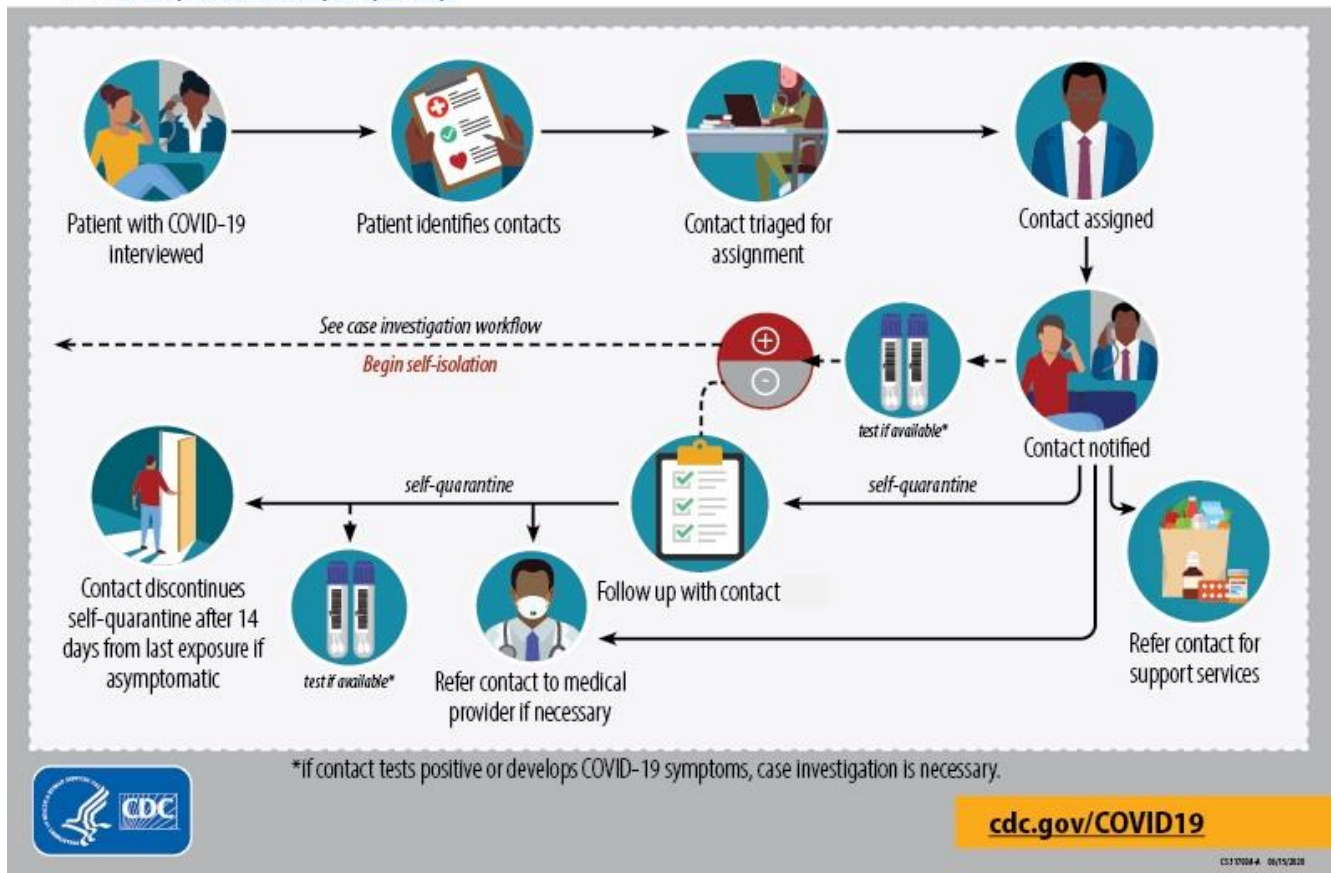 Patient with COVID-19
interviewed
Patient identifies contacts
Contact triaged for
assignment
Contact assigned
See case investigation workflow
Begin self-isolation
+
-
test if available*
Contact notified
self-quarantine
self-quarantine
Contact discontinues
self-quarantine after 14
days from last exposure if
asymptomatic
test if available*
Refer contact to medical
provider if necessary
Follow up with contact
Refer contact for
support services
*if contact tests positive or develops COVID-19 symptoms, case investigation is necessary.
CDC
cdc.gov/COVID19